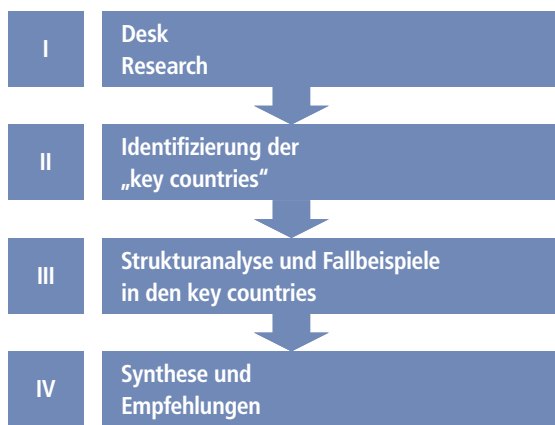 I
Desk
Research
II
Identifizierung der
„key countries“
III
Strukturanalyse und Fallbeispiele
in den key countries
IV
Synthese und
Empfehlungen